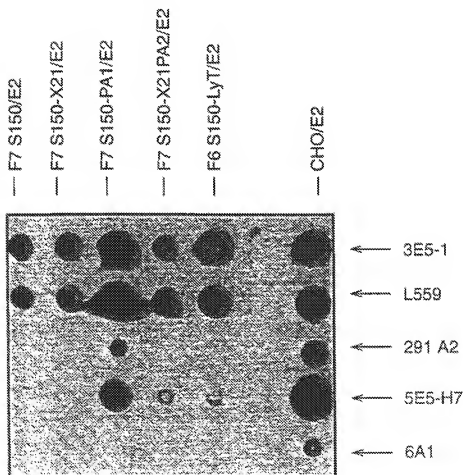 F7 S150/E2
F7 S150-X21/E2
F7 S150-PA1/E2
F7 S150-X21PA2/E2
F6 S150-LyT/E2
CHO/E2
3E5-1
L559
291 A2
5E5-H7
6A1